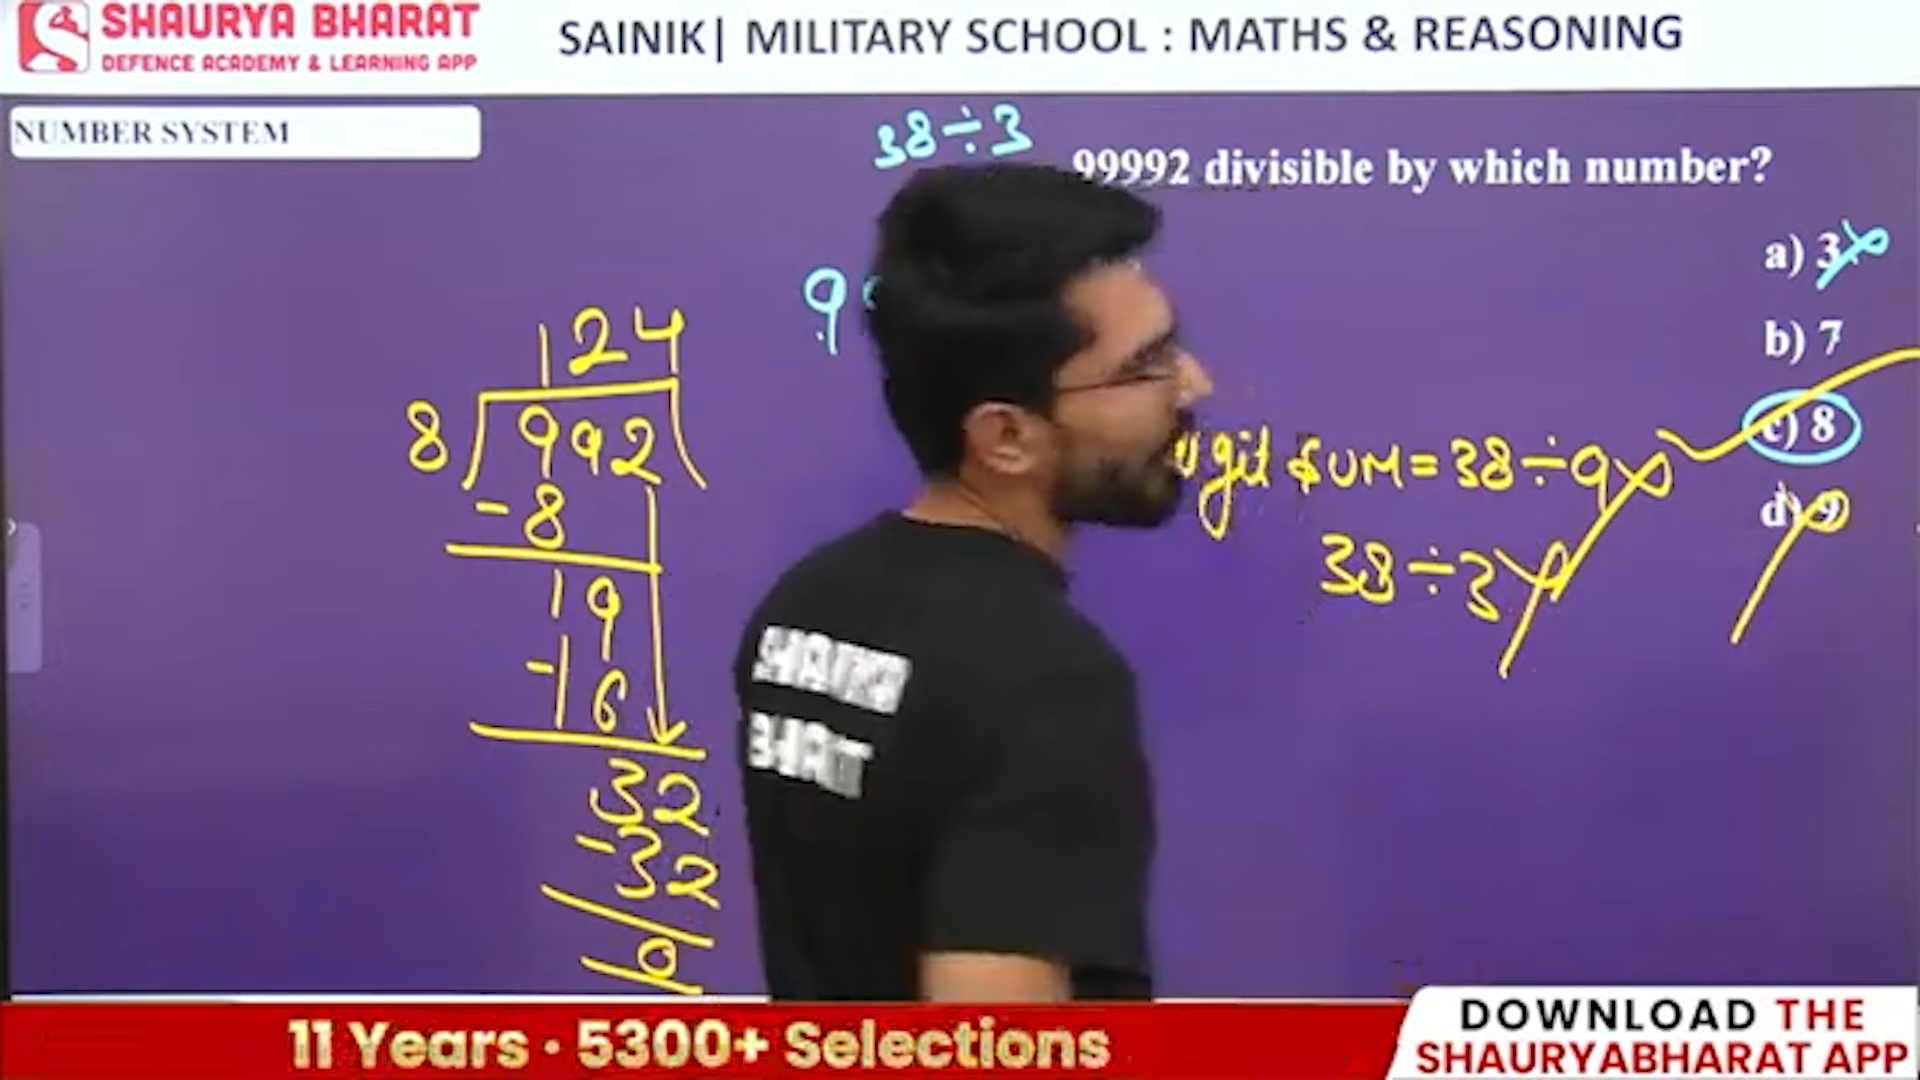 SHAURYA BHARAT
DEFENCE ACADEMY & LEARNING APP
SAINIK| MILITARY SCHOOL : MATHS & REASONING
NUMBER SYSTEM
38÷3
99992 divisible by which number?
a) 3
b) 7
c) 8
d) 9
9
124
8 992
-8
19
-16
32
-32
0
SUM=38÷9
38÷3
11 Years · 5300+ Selections
DOWNLOAD THE
SHAURYABHARAT APP